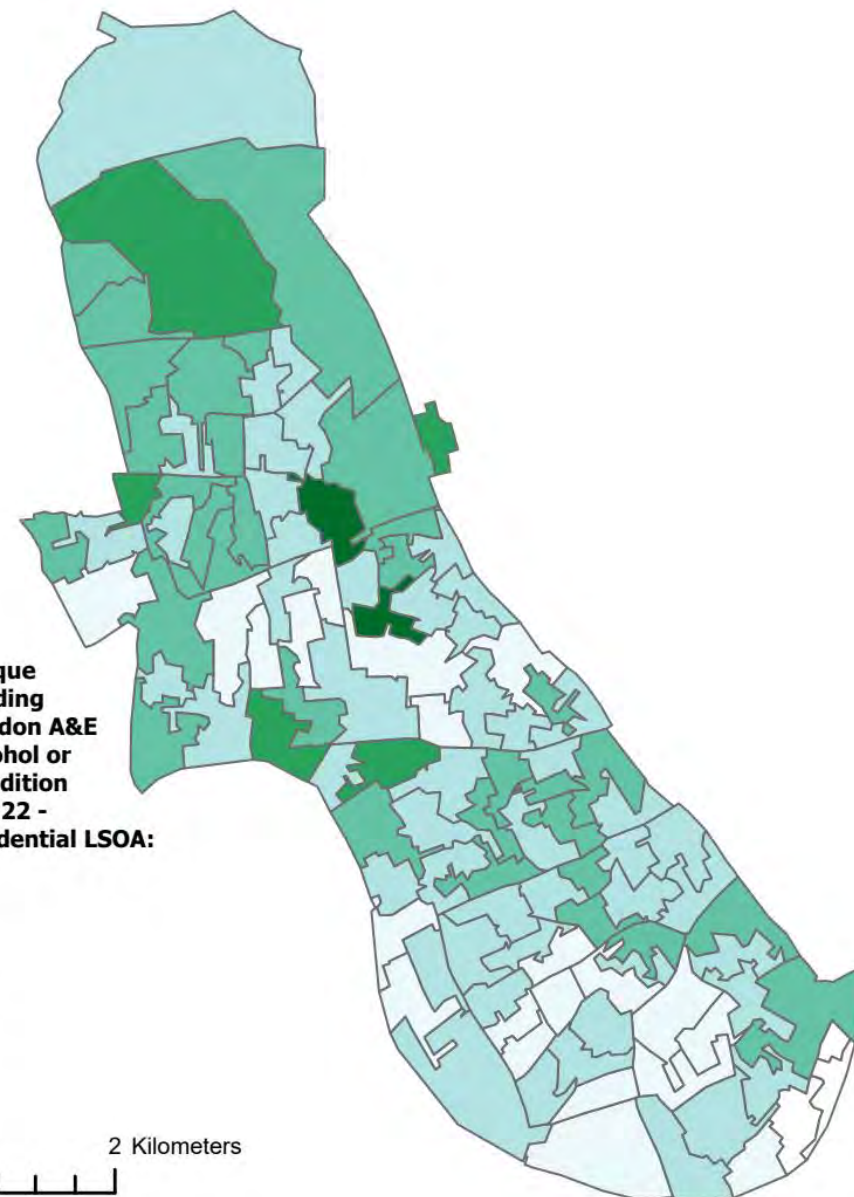 que
ding
don A&E
ohol or
dition
22 -
dential LSOA:
2 Kilometers